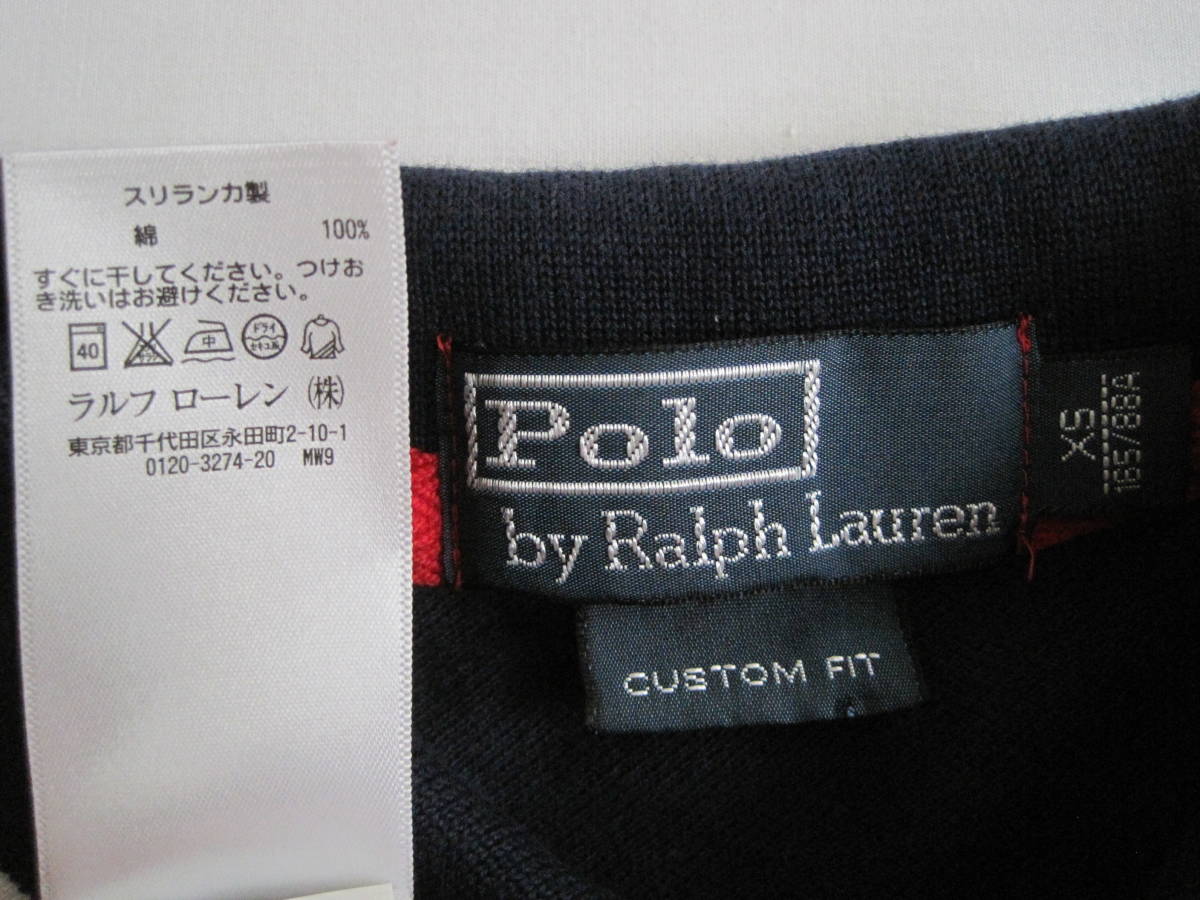 スリランカ製
綿 100%
すぐに干してください。つけお
き洗いはお避けください。
40 中 ドライ セキユ系
ラルフ ローレン (株)
東京都千代田区永田町2-10-1
0120-3274-20 MW9
Polo
by Ralph Lauren
CUSTOM FIT
XS
165/88A